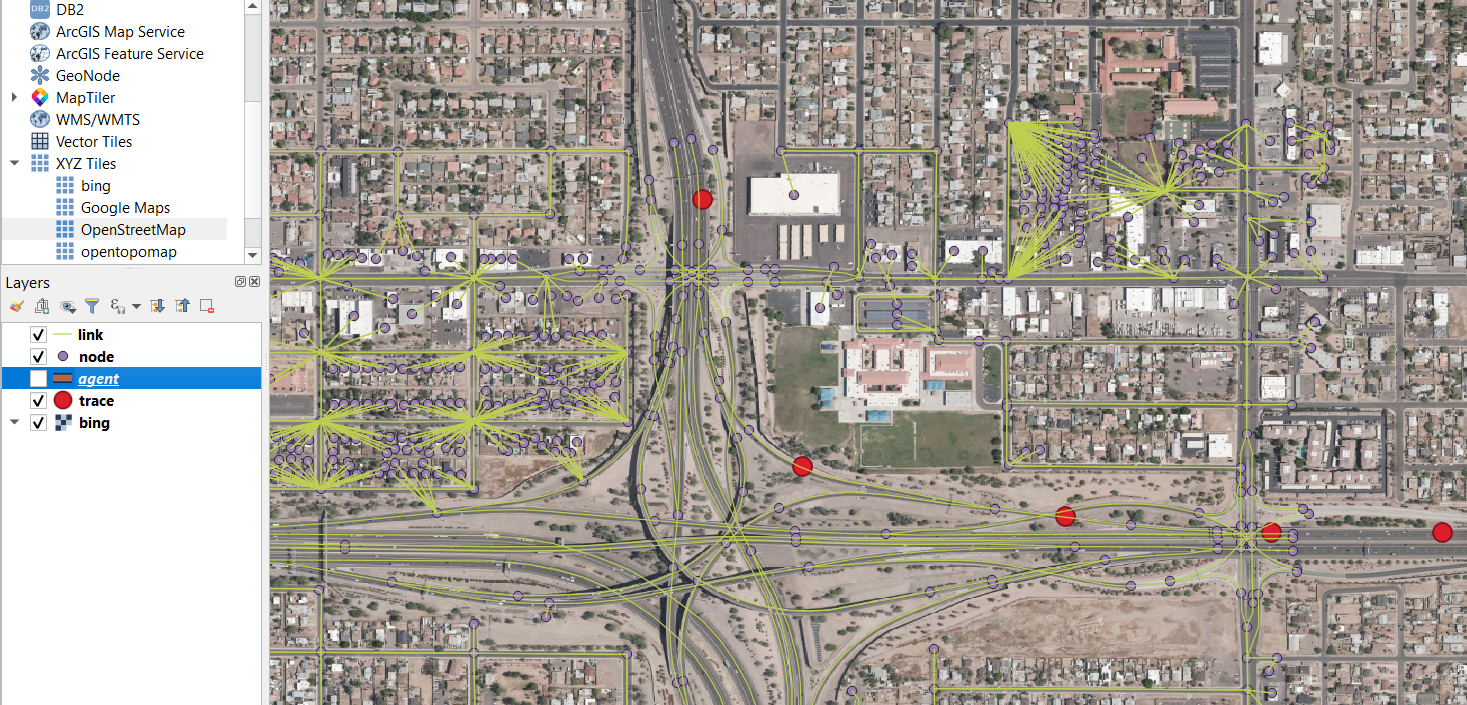 DB2
DB2
ArcGIS Map Service
ArcGIS Feature Service
GeoNode
MapTiler
WMS/WMTS
Vector Tiles
XYZ Tiles
bing
Google Maps
OpenStreetMap
opentopomap
Layers
link
node
agent
trace
bing